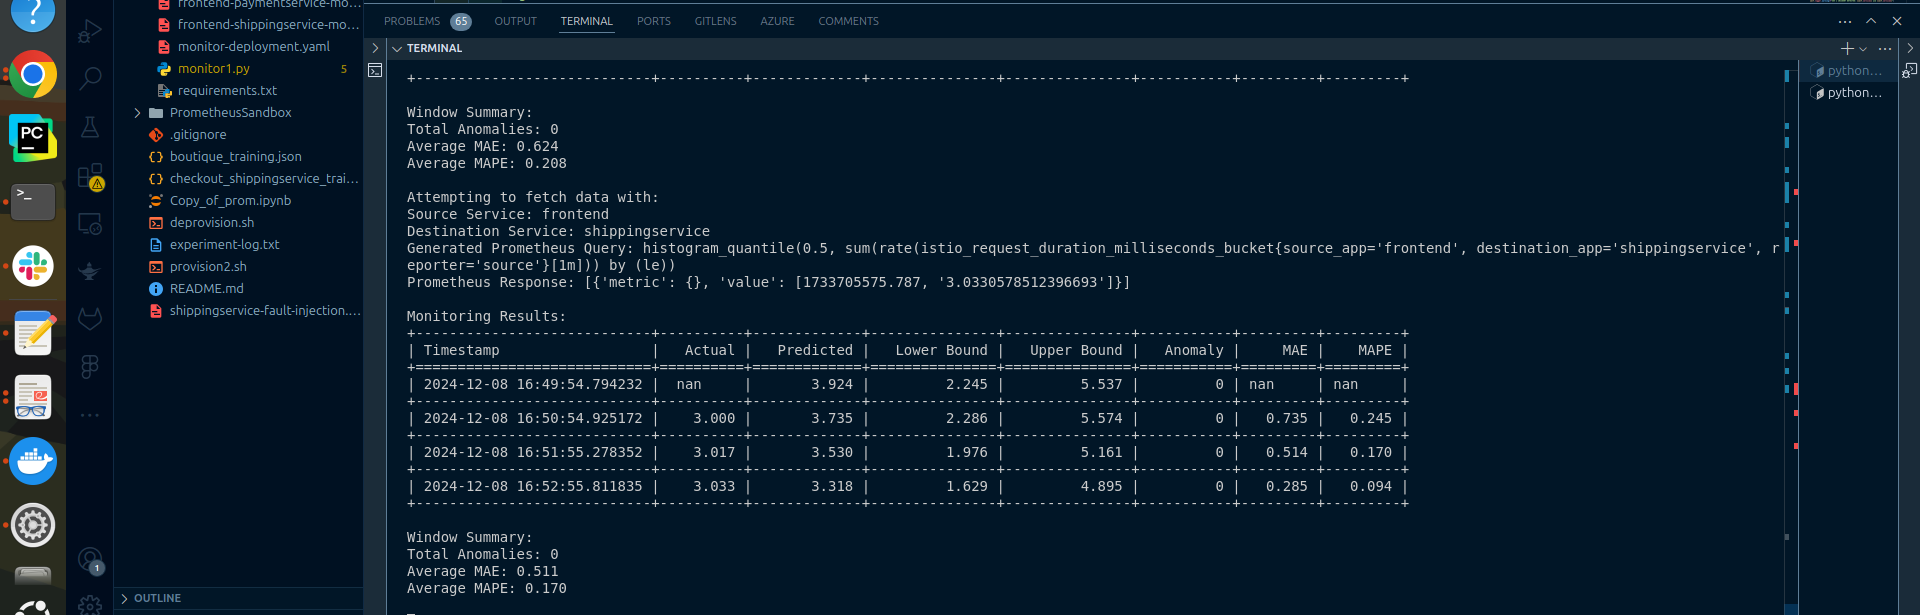 frontend-paymentservice-mo...
frontend-shippingservice-mo...
monitor-deployment.yaml
monitor1.py 5
requirements.txt
PrometheusSandbox
.gitignore
boutique_training.json
checkout_shippingservice_trai...
Copy_of_prom.ipynb
deprovision.sh
experiment-log.txt
provision2.sh
README.md
shippingservice-fault-injection....
OUTLINE
PC
1
PROBLEMS 65 OUTPUT TERMINAL PORTS GITLENS AZURE COMMENTS
TERMINAL
python...
python...
+----------------------------+----------+-------------+---------------+---------------+-----------+---------+---------+
Window Summary:
Total Anomalies: 0
Average MAE: 0.624
Average MAPE: 0.208
Attempting to fetch data with:
Source Service: frontend
Destination Service: shippingservice
Generated Prometheus Query: histogram_quantile(0.5, sum(rate(istio_request_duration_milliseconds_bucket{source_app='frontend', destination_app='shippingservice', r
eporter='source'}[1m])) by (le))
Prometheus Response: [{'metric': {}, 'value': [1733705575.787, '3.0330578512396693']}]
Monitoring Results:
+----------------------------+----------+-------------+---------------+---------------+-----------+---------+---------+
| Timestamp                  |   Actual |   Predicted |   Lower Bound |   Upper Bound |   Anomaly |     MAE |    MAPE |
+============================+==========+=============+===============+===============+===========+=========+=========+
| 2024-12-08 16:49:54.794232 |  nan     |       3.924 |         2.245 |         5.537 |         0 | nan     | nan     |
+----------------------------+----------+-------------+---------------+---------------+-----------+---------+---------+
| 2024-12-08 16:50:54.925172 |    3.000 |       3.735 |         2.286 |         5.574 |         0 |   0.735 |   0.245 |
+----------------------------+----------+-------------+---------------+---------------+-----------+---------+---------+
| 2024-12-08 16:51:55.278352 |    3.017 |       3.530 |         1.976 |         5.161 |         0 |   0.514 |   0.170 |
+----------------------------+----------+-------------+---------------+---------------+-----------+---------+---------+
| 2024-12-08 16:52:55.811835 |    3.033 |       3.318 |         1.629 |         4.895 |         0 |   0.285 |   0.094 |
+----------------------------+----------+-------------+---------------+---------------+-----------+---------+---------+
Window Summary:
Total Anomalies: 0
Average MAE: 0.511
Average MAPE: 0.170